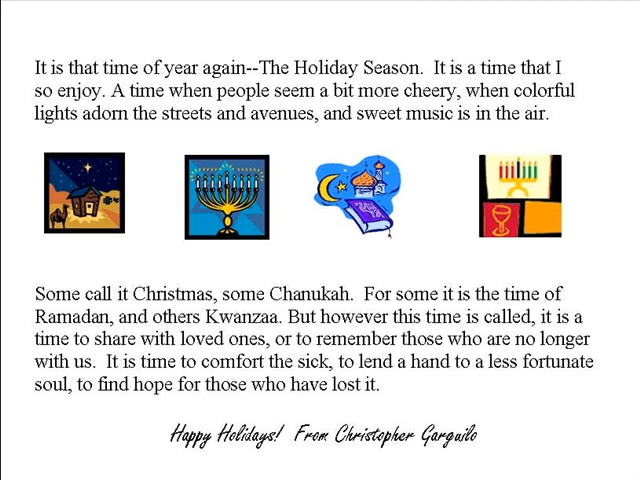 It is that time of year again--The Holiday Season.  It is a time that I
so enjoy. A time when people seem a bit more cheery, when colorful
lights adorn the streets and avenues, and sweet music is in the air.
Some call it Christmas, some Chanukah.  For some it is the time of
Ramadan, and others Kwanzaa. But however this time is called, it is a
time to share with loved ones, or to remember those who are no longer
with us.  It is time to comfort the sick, to lend a hand to a less fortunate
soul, to find hope for those who have lost it.
Happy Holidays!  From Christopher Garguilo